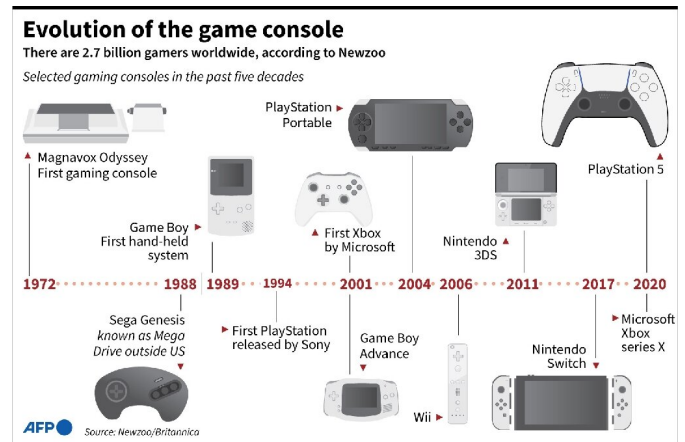 Evolution of the game console
There are 2.7 billion gamers worldwide, according to Newzoo
Selected gaming consoles in the past five decades
Magnavox Odyssey
First gaming console
Game Boy
First hand-held
system
PlayStation
Portable
First Xbox
by Microsoft
Nintendo
3DS
PlayStation 5
1972 1988 1989 1994 2001 2004 2006 2011 2017 2020
Sega Genesis
known as Mega
Drive outside US
First PlayStation
released by Sony
Game Boy
Advance
Wii
Nintendo
Switch
Microsoft
Xbox
series X
AFP
Source: Newzoo/Britannica